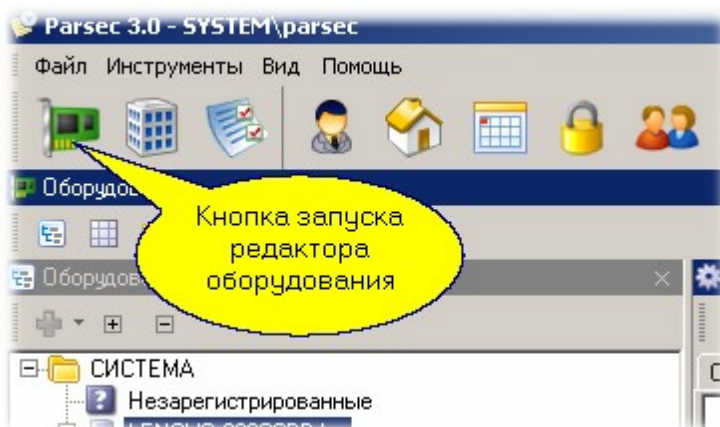 Parsec 3.0 - SYSTEM\parsec
Файл Инструменты Вид Помощь
Кнопка запуска
редактора
оборудования
СИСТЕМА
Незарегистрированные